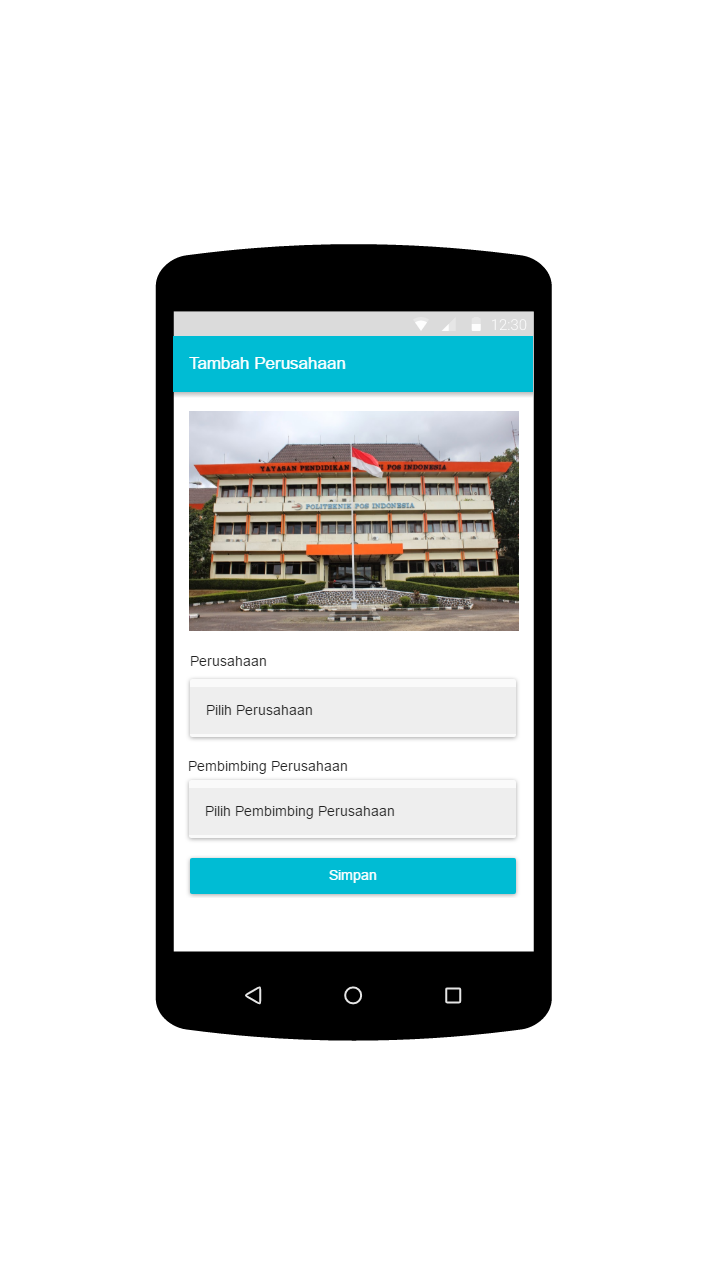 12:30
Tambah Perusahaan
YAYASAN PENDIDIKAN POS INDONESIA
POLITEKNIK POS INDONESIA
Perusahaan
Pilih Perusahaan
Pembimbing Perusahaan
Pilih Pembimbing Perusahaan
Simpan